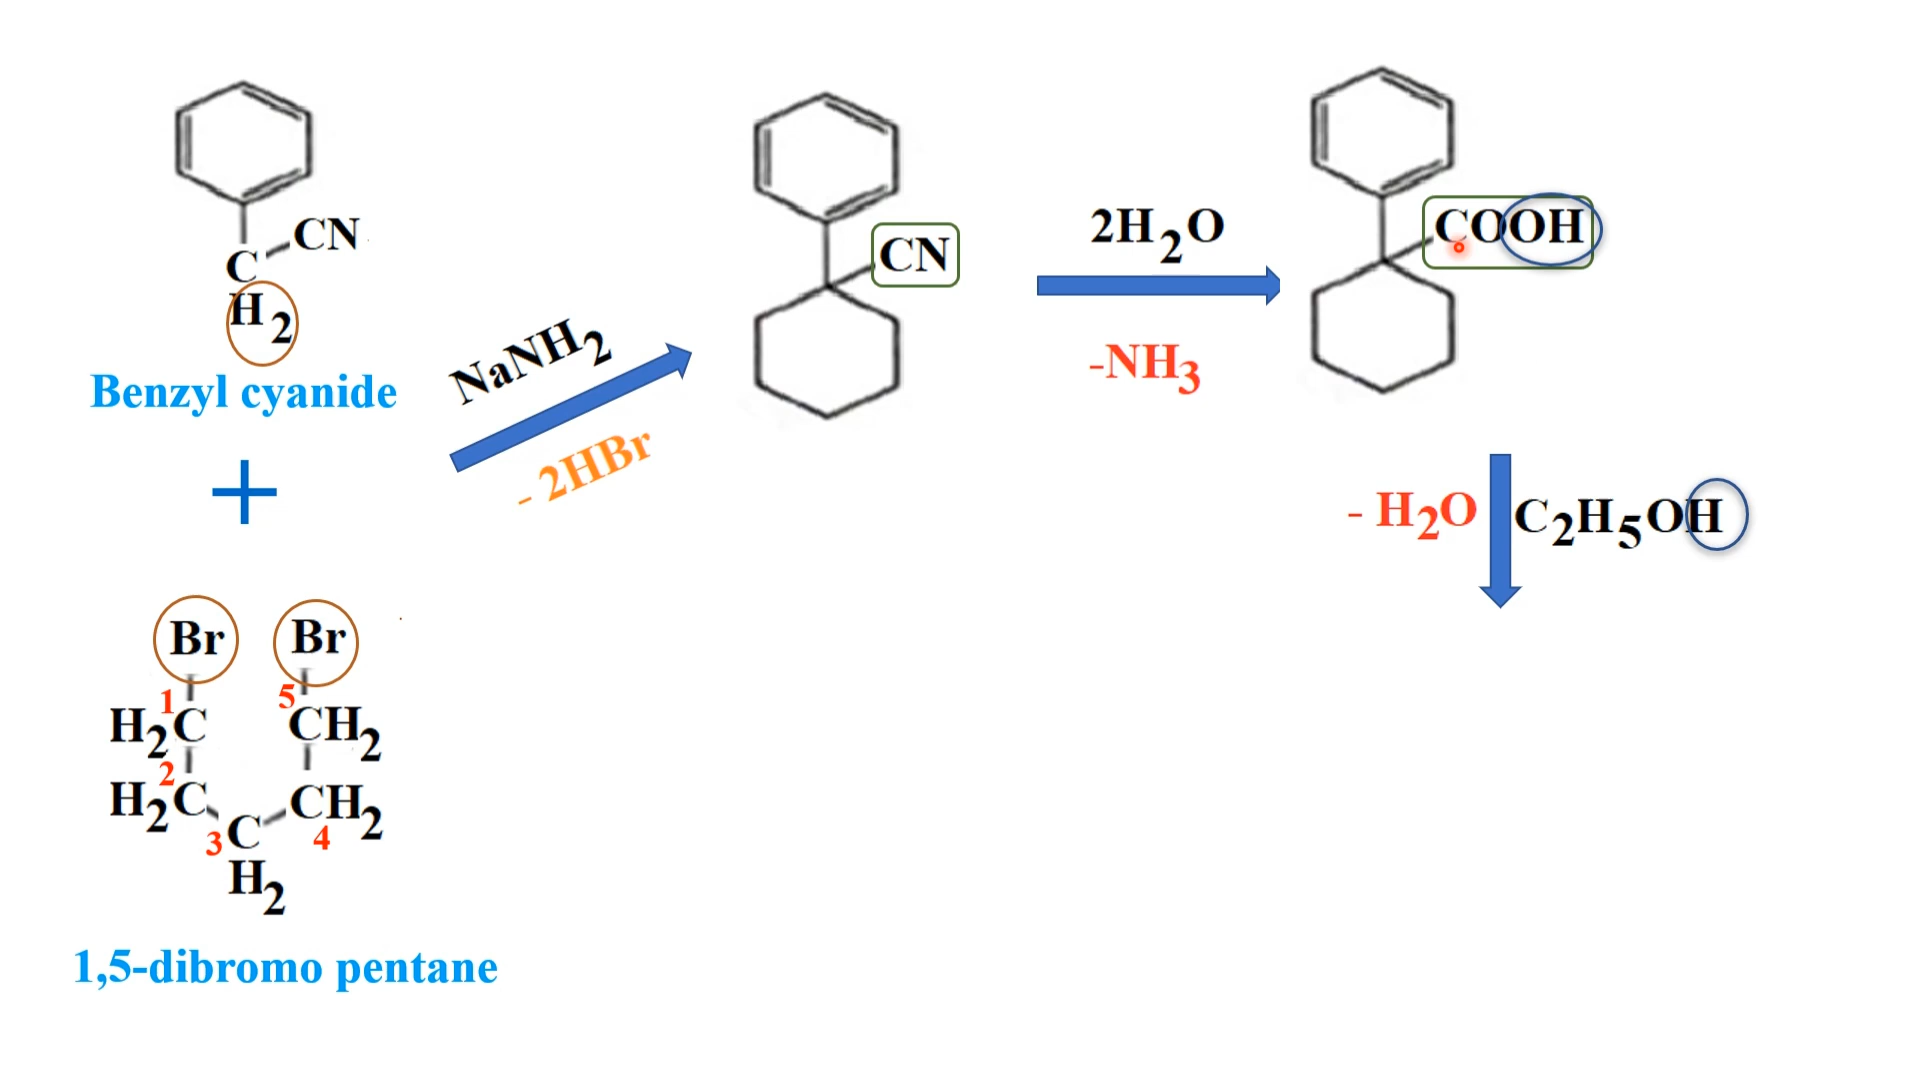 CN
C
H2
Benzyl cyanide
+
Br Br
1 5
H2C CH2
2
H2C CH2
3 C 4
H2
1,5-dibromo pentane
NaNH2
- 2HBr
CN
2H2O
-NH3
COOH
- H2O C2H5OH